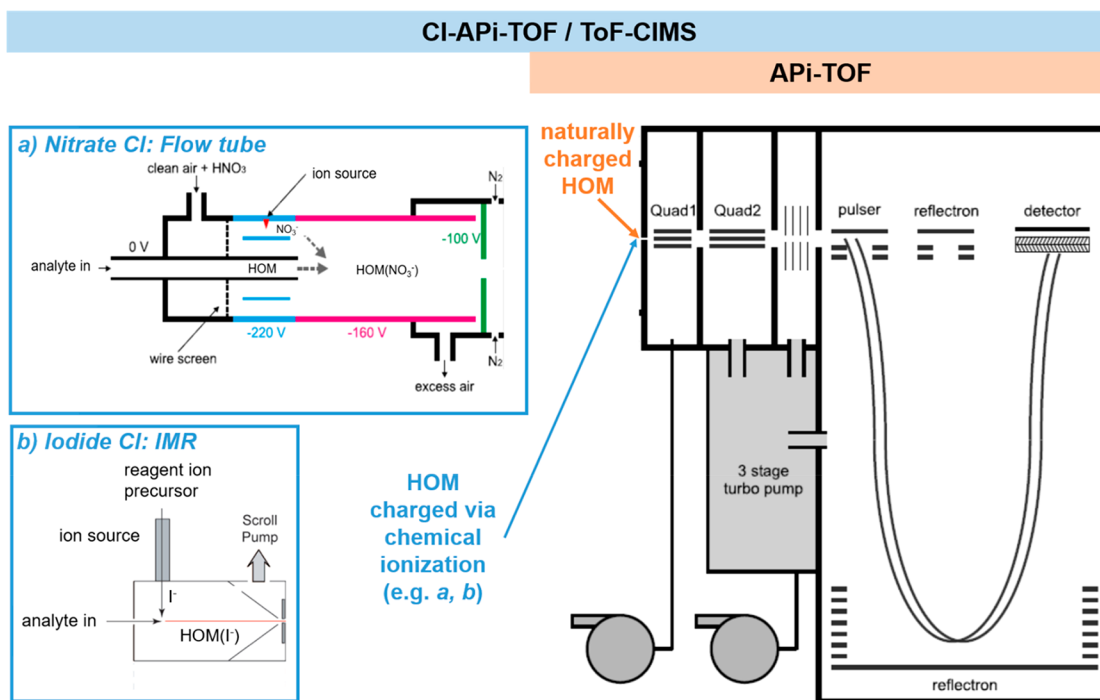 CI-APi-TOF / ToF-CIMS
APi-TOF
a) Nitrate CI: Flow tube
clean air + HNO₃
ion source
N₂
NO₃⁻
0 V
-100 V
analyte in
HOM
HOM(NO₃⁻)
-220 V
-160 V
wire screen
N₂
excess air
b) Iodide CI: IMR
reagent ion
precursor
ion source
Scroll
Pump
I⁻
analyte in
HOM(I⁻)
naturally
charged
HOM
HOM
charged via
chemical
ionization
(e.g. a, b)
Quad1
Quad2
pulser
reflectron
detector
3 stage
turbo pump
reflectron